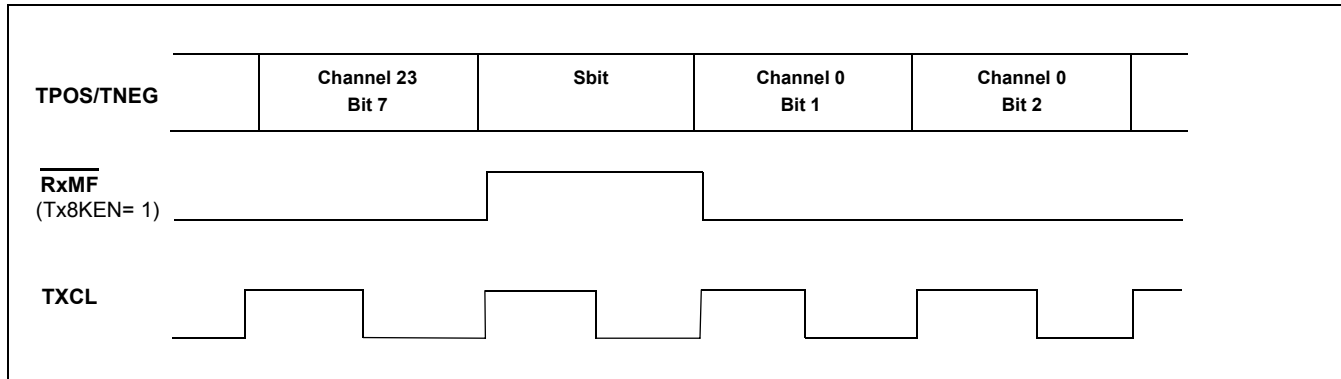 TPOS/TNEG
Channel 23
Bit 7
Sbit
Channel 0
Bit 1
Channel 0
Bit 2
RxMF
(Tx8KEN= 1)
TXCL